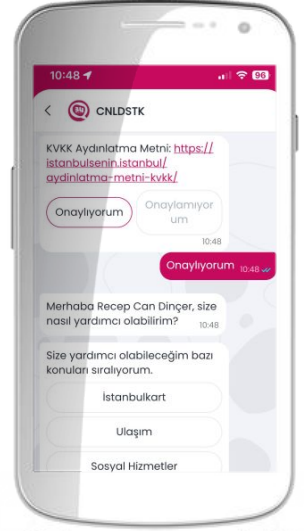 10:48
96
CNLDSTK
KVKK Aydınlatma Metni: https://
istanbulsenin.istanbul/
aydinlatma-metni-kvkk/
Onaylıyorum
Onaylamıyor
um
10:48
Onaylıyorum 10:48
Merhaba Recep Can Dinçer, size
nasıl yardımcı olabilirim? 10:48
Size yardımcı olabileceğim bazı
konuları sıralıyorum.
İstanbulkart
Ulaşım
Sosyal Hizmetler